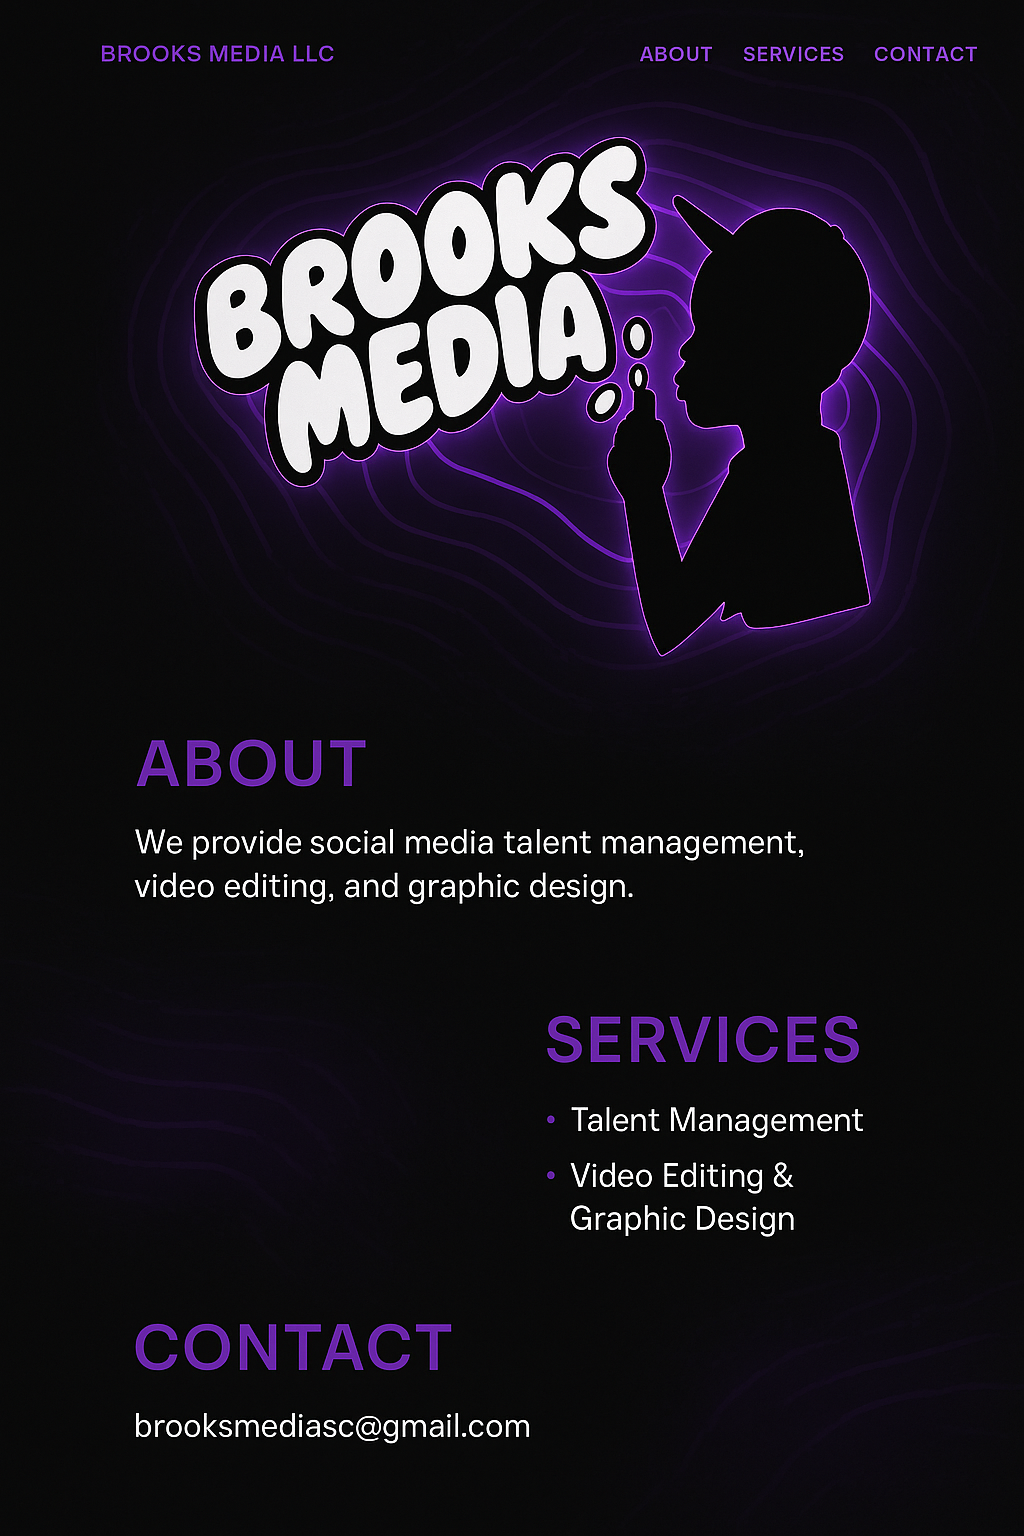 BROOKS MEDIA LLC
ABOUT SERVICES CONTACT
BROOKS
MEDIA
ABOUT
We provide social media talent management,
video editing, and graphic design.
SERVICES
• Talent Management
• Video Editing &
Graphic Design
CONTACT
brooksmediasc@gmail.com